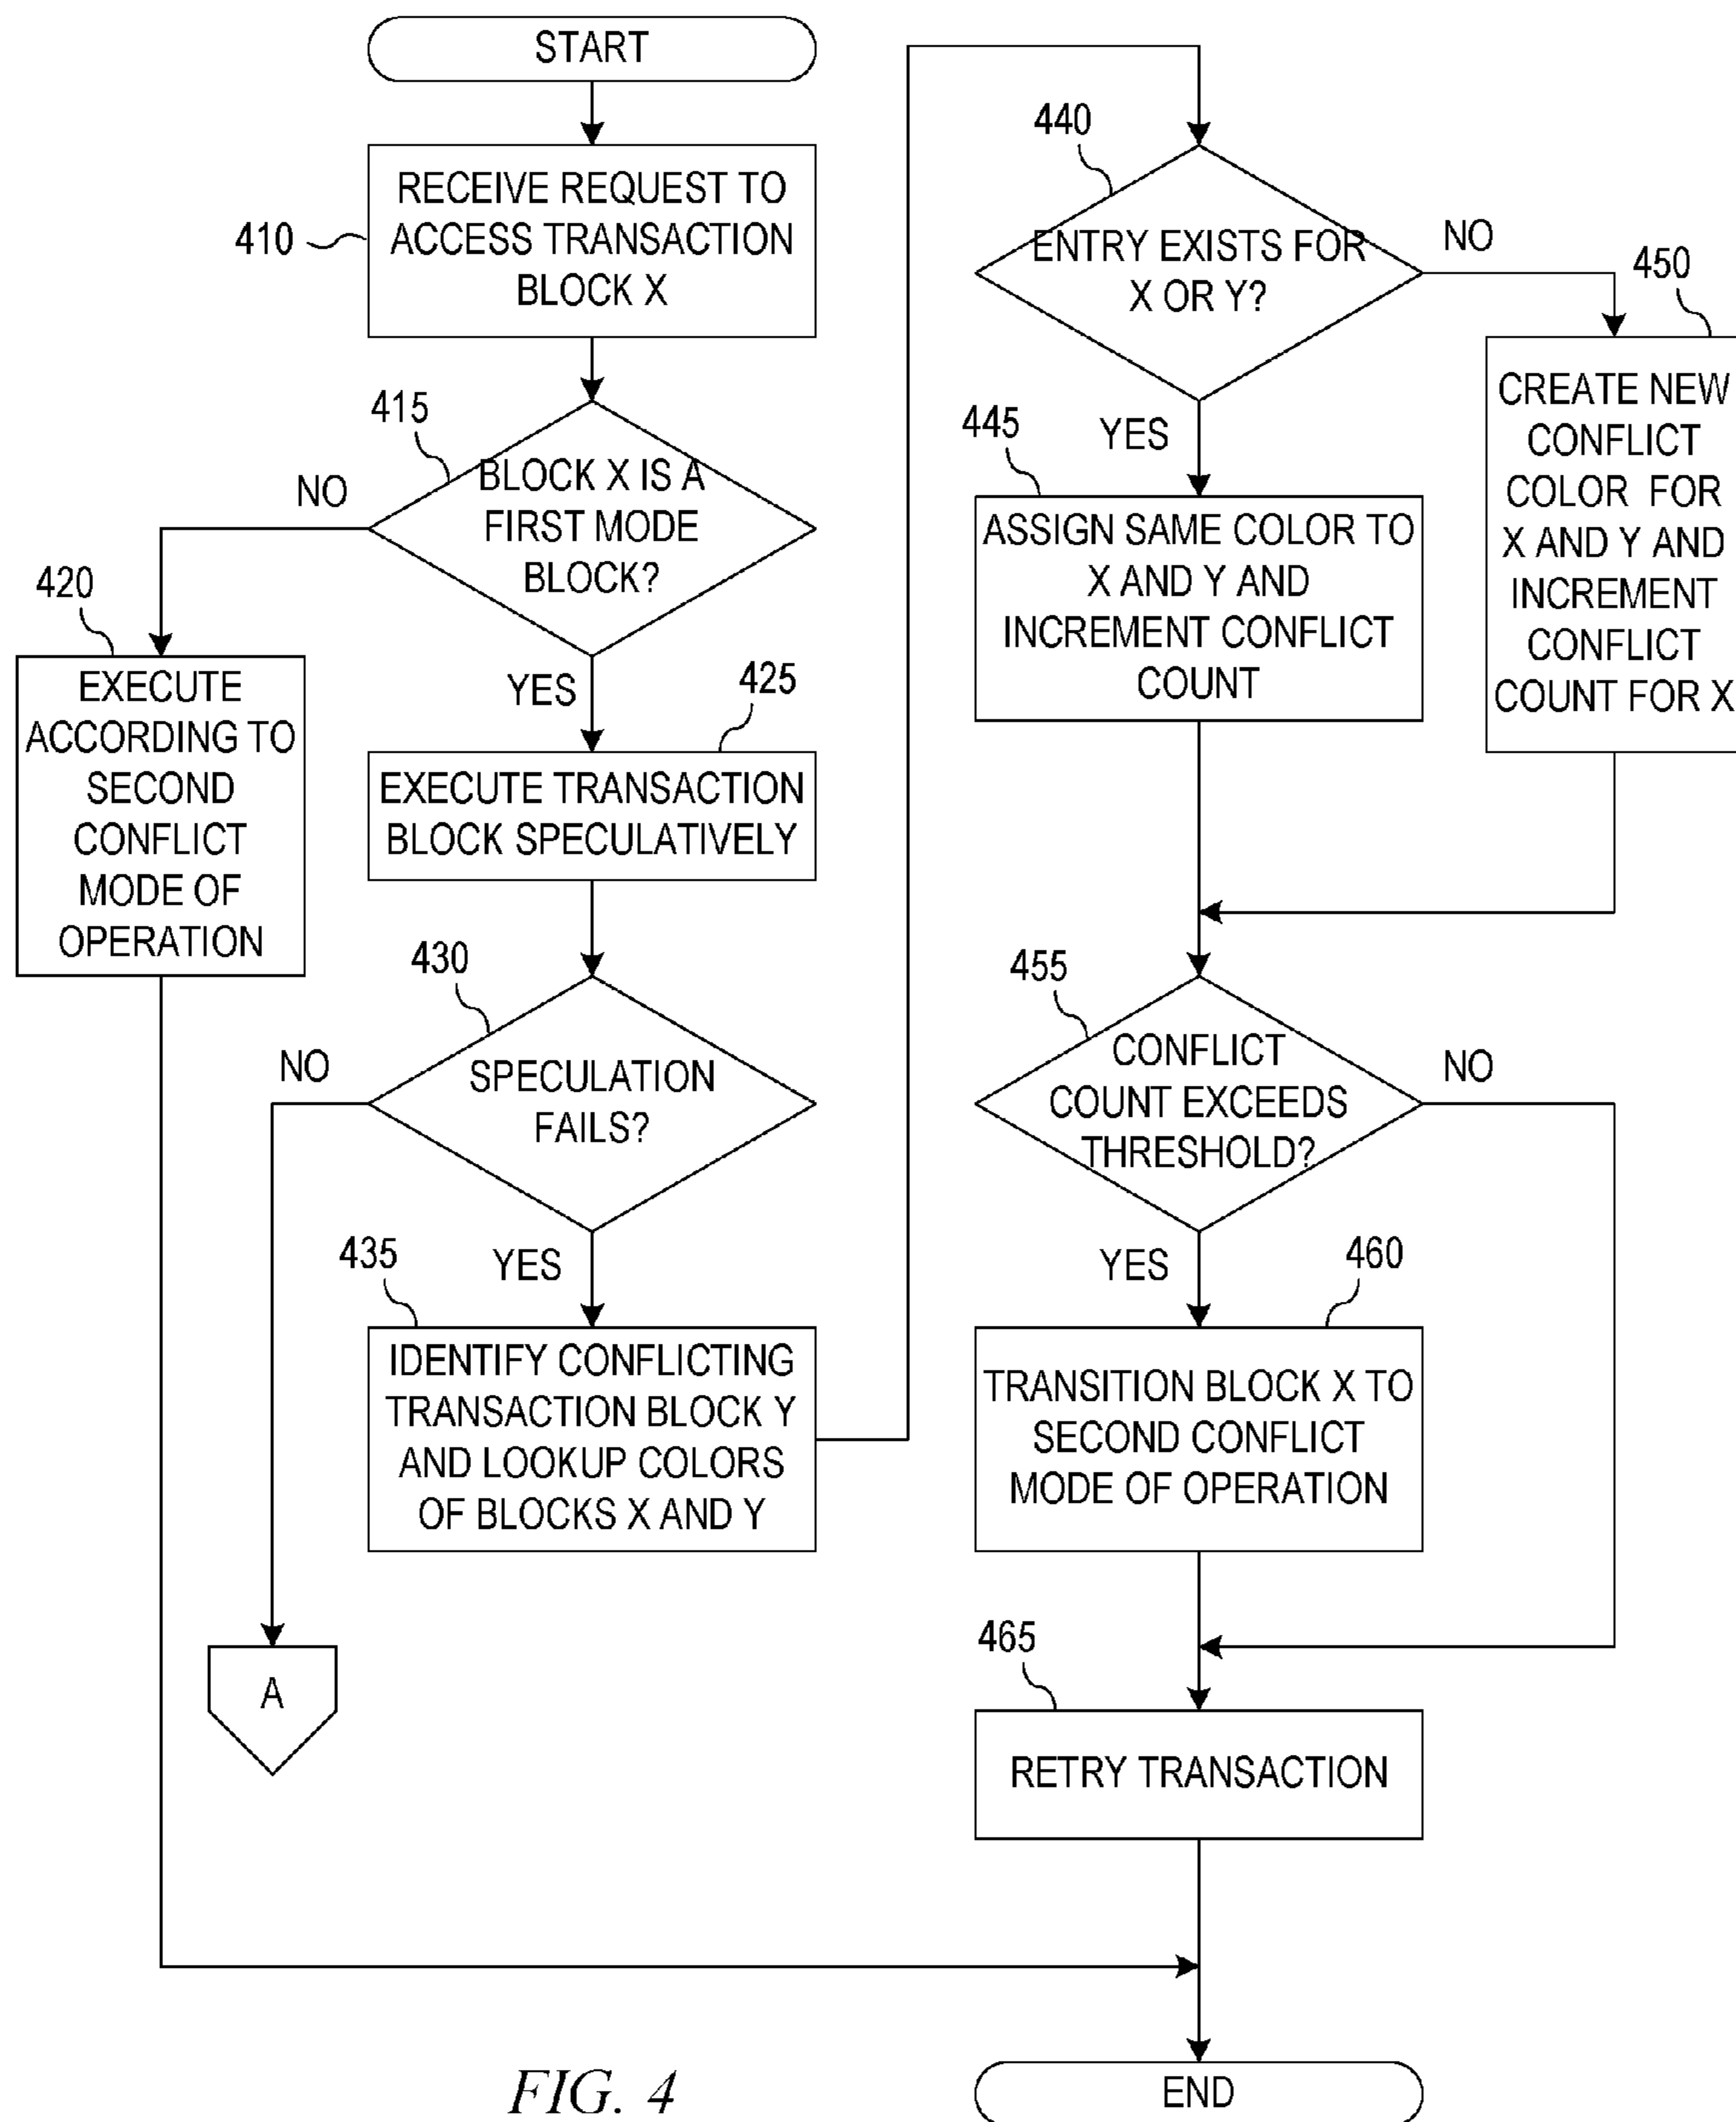 START
RECEIVE REQUEST TO
ACCESS TRANSACTION
BLOCK X
410
415
BLOCK X IS A
FIRST MODE
BLOCK?
NO
YES
420
EXECUTE
ACCORDING TO
SECOND
CONFLICT
MODE OF
OPERATION
425
EXECUTE TRANSACTION
BLOCK SPECULATIVELY
430
SPECULATION
FAILS?
NO
YES
435
IDENTIFY CONFLICTING
TRANSACTION BLOCK Y
AND LOOKUP COLORS
OF BLOCKS X AND Y
A
440
ENTRY EXISTS FOR
X OR Y?
NO
YES
445
ASSIGN SAME COLOR TO
X AND Y AND
INCREMENT CONFLICT
COUNT
450
CREATE NEW
CONFLICT
COLOR FOR
X AND Y AND
INCREMENT
CONFLICT
COUNT FOR X
455
CONFLICT
COUNT EXCEEDS
THRESHOLD?
NO
YES
460
TRANSITION BLOCK X TO
SECOND CONFLICT
MODE OF OPERATION
465
RETRY TRANSACTION
END
FIG. 4